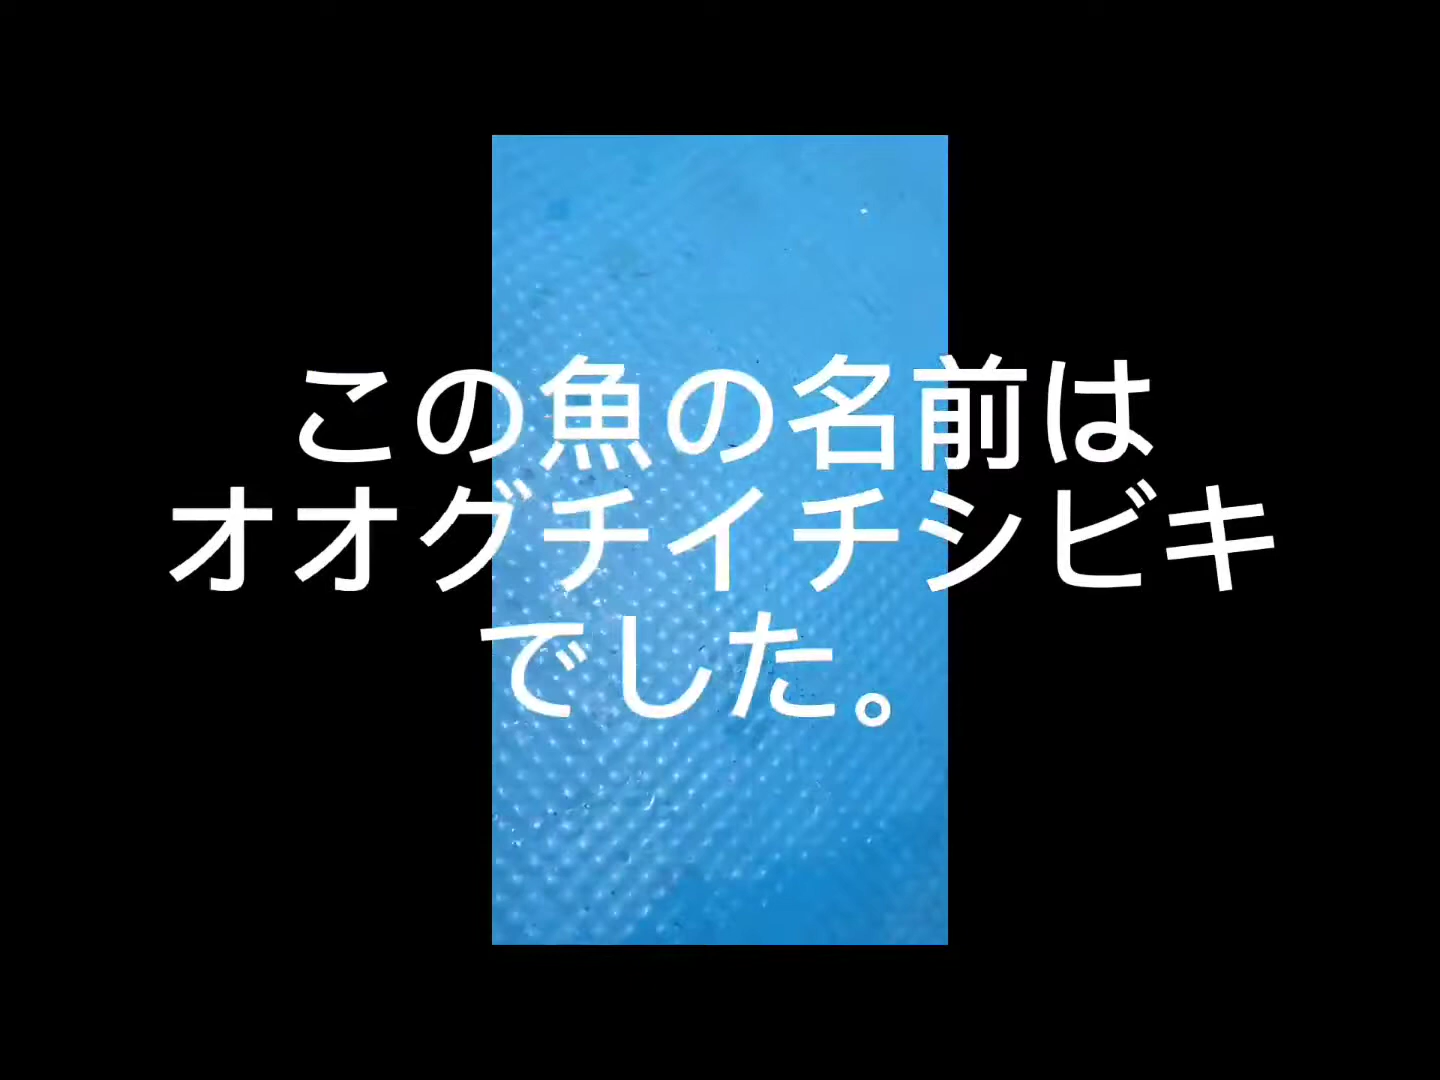 この魚の名前は
オオグチイチシビキ
でした。